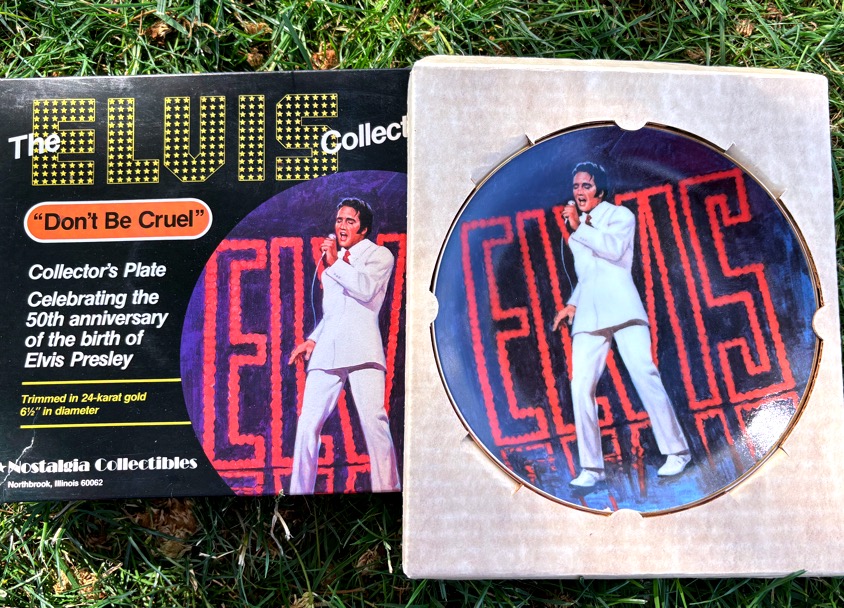 The ELVIS Collect
"Don't Be Cruel"
Collector's Plate
Celebrating the
50th anniversary
of the birth of
Elvis Presley
Trimmed in 24-karat gold
6½" in diameter
Nostalgia Collectibles
Northbrook, Illinois 60062
ELVIS
ELVIS